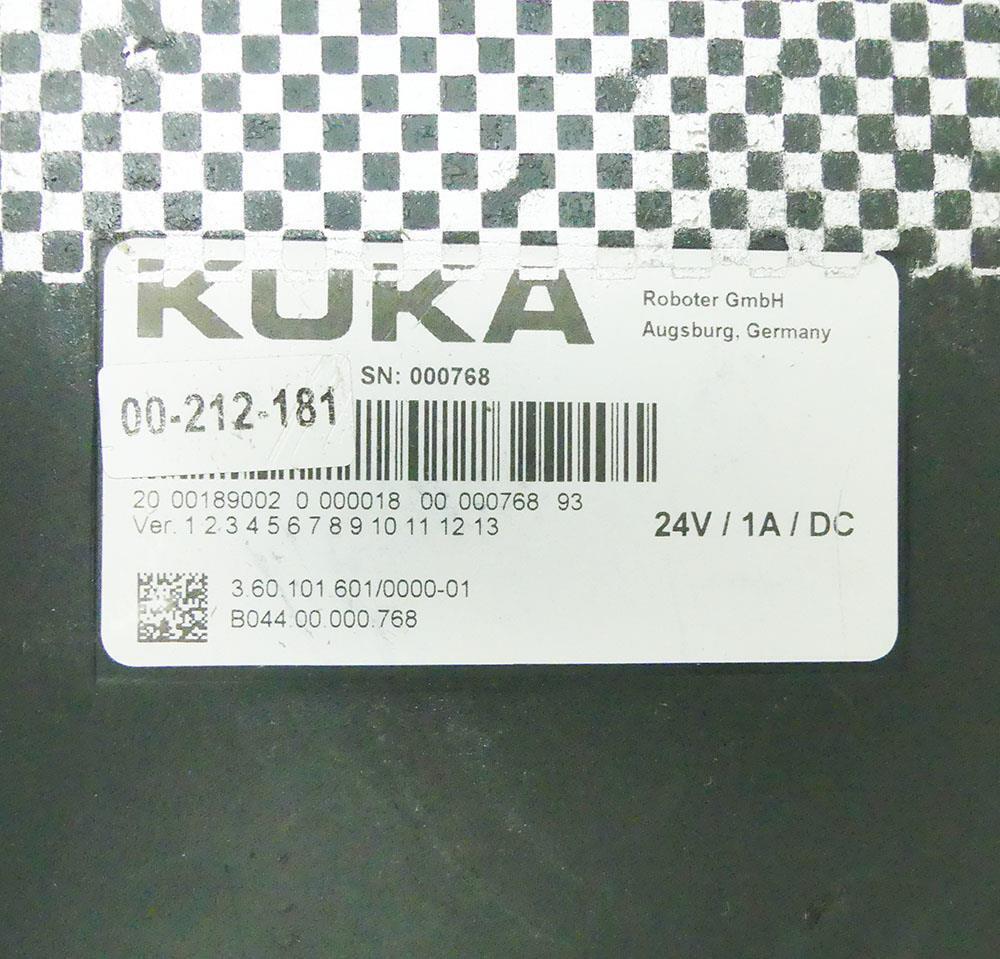 KUKA
Roboter GmbH
Augsburg, Germany
SN: 000768
00-212-181
20 00189002 0 000018 00 000768 93
Ver. 1 2 3 4 5 6 7 8 9 10 11 12 13
24V / 1A / DC
3.60.101.601/0000-01
B044.00.000.768